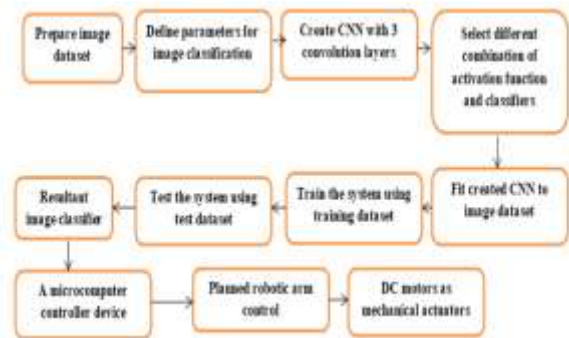 Prepare image
dataset
Define parameters for
image classification
Create CNN with 3
convolution layers
Select different
combination of
activation function
and classifiers
Fit created CNN to
image dataset
Train the system using
training dataset
Test the system using
test dataset
Resultant
image classifier
A microcomputer
controller device
Planned robotic arm
control
DC motors as
mechanical actuators